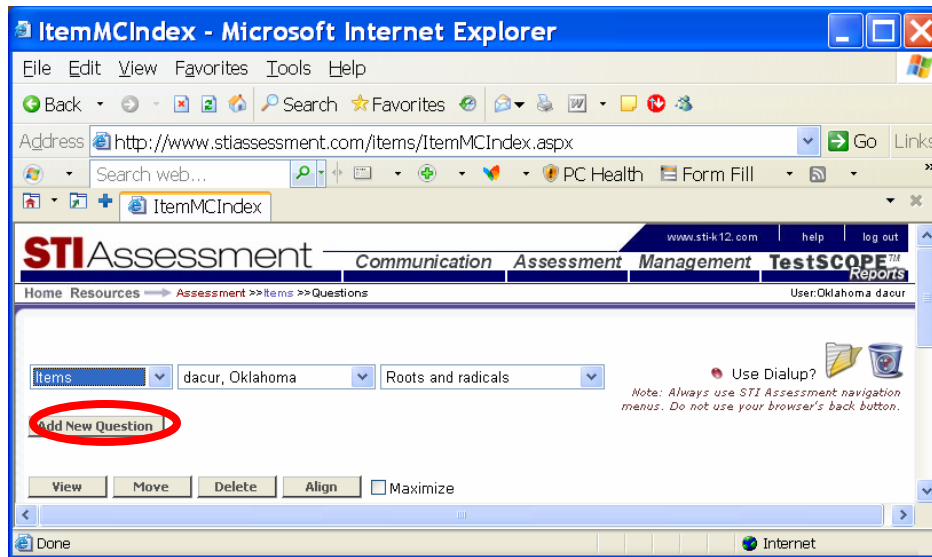 ItemMCIndex - Microsoft Internet Explorer
File Edit View Favorites Tools Help
Back Search Favorites
Address http://www.stiassessment.com/items/ItemMCIndex.aspx Go Links
Search web... PC Health Form Fill »
ItemMCIndex
www.sti-k12.com help log out
STIAssessment Communication Assessment Management TestSCOPE™
Reports
Home Resources Assessment >>Items >>Questions User:Oklahoma dacur
Items dacur, Oklahoma Roots and radicals Use Dialup?
Note: Always use STI Assessment navigation
menus. Do not use your browser's back button.
Add New Question
View Move Delete Align Maximize
Done Internet